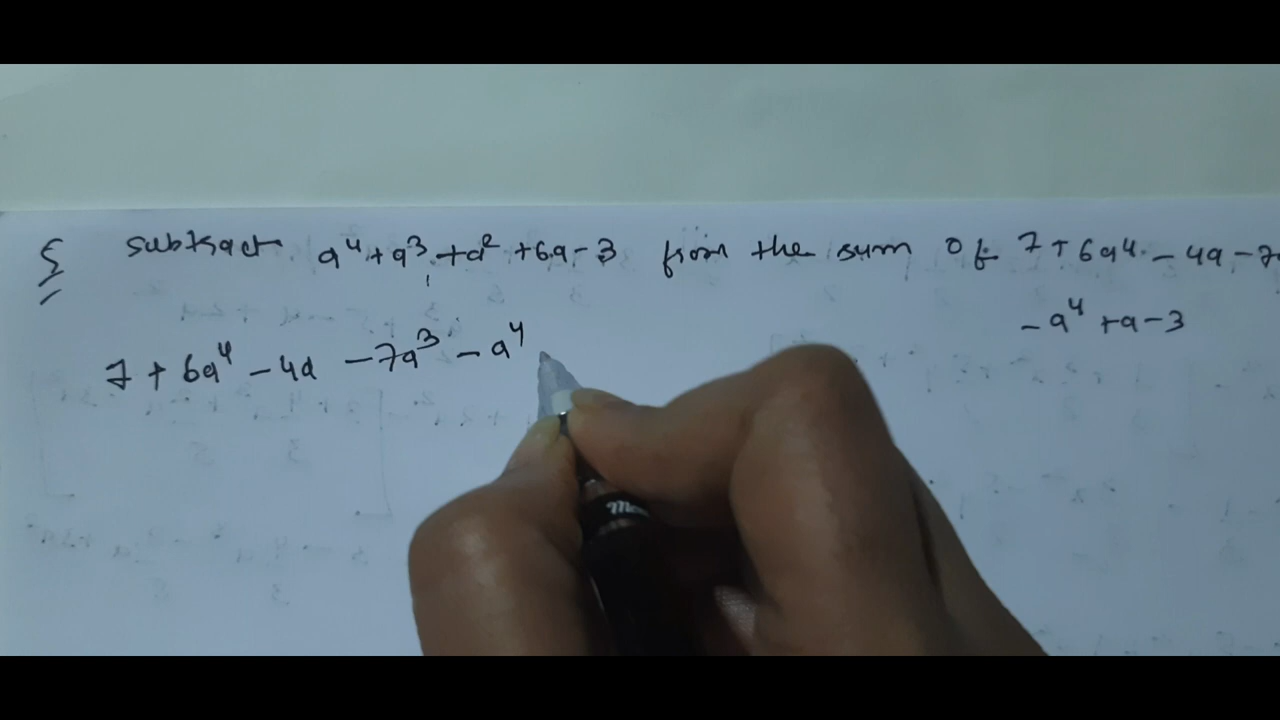 subtract a⁴ + a³ + a² + 6a - 3 from the sum of 7 + 6a⁴ - 4a - 7
- a⁴ + a - 3
7 + 6a⁴ - 4a - 7a³ - a⁴